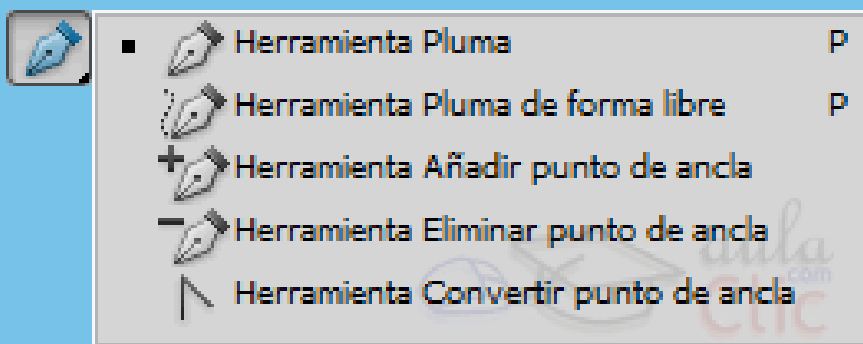 Herramienta Pluma P
Herramienta Pluma de forma libre P
Herramienta Añadir punto de ancla
Herramienta Eliminar punto de ancla
Herramienta Convertir punto de ancla
aula
.com
Clic